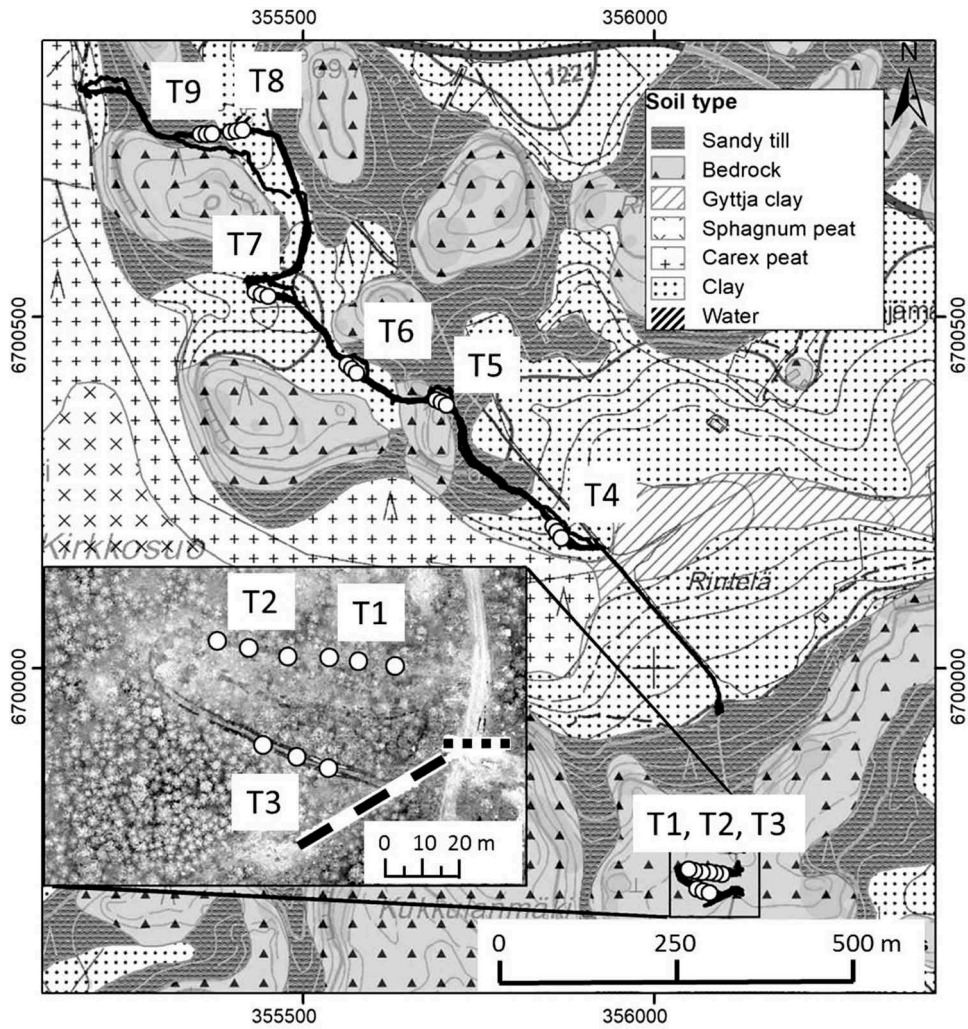 355500 356000
N
1221
T9 T8
Soil type
Sandy till
Bedrock
Gyttja clay
Sphagnum peat
Carex peat
Clay
Water
T7
6700500 6700500
T6
T5
T4
Kirkkosuo
Rintelä
T2 T1
T3
0 10 20 m
6700000 6700000
T1, T2, T3
0 250 500 m
355500 356000